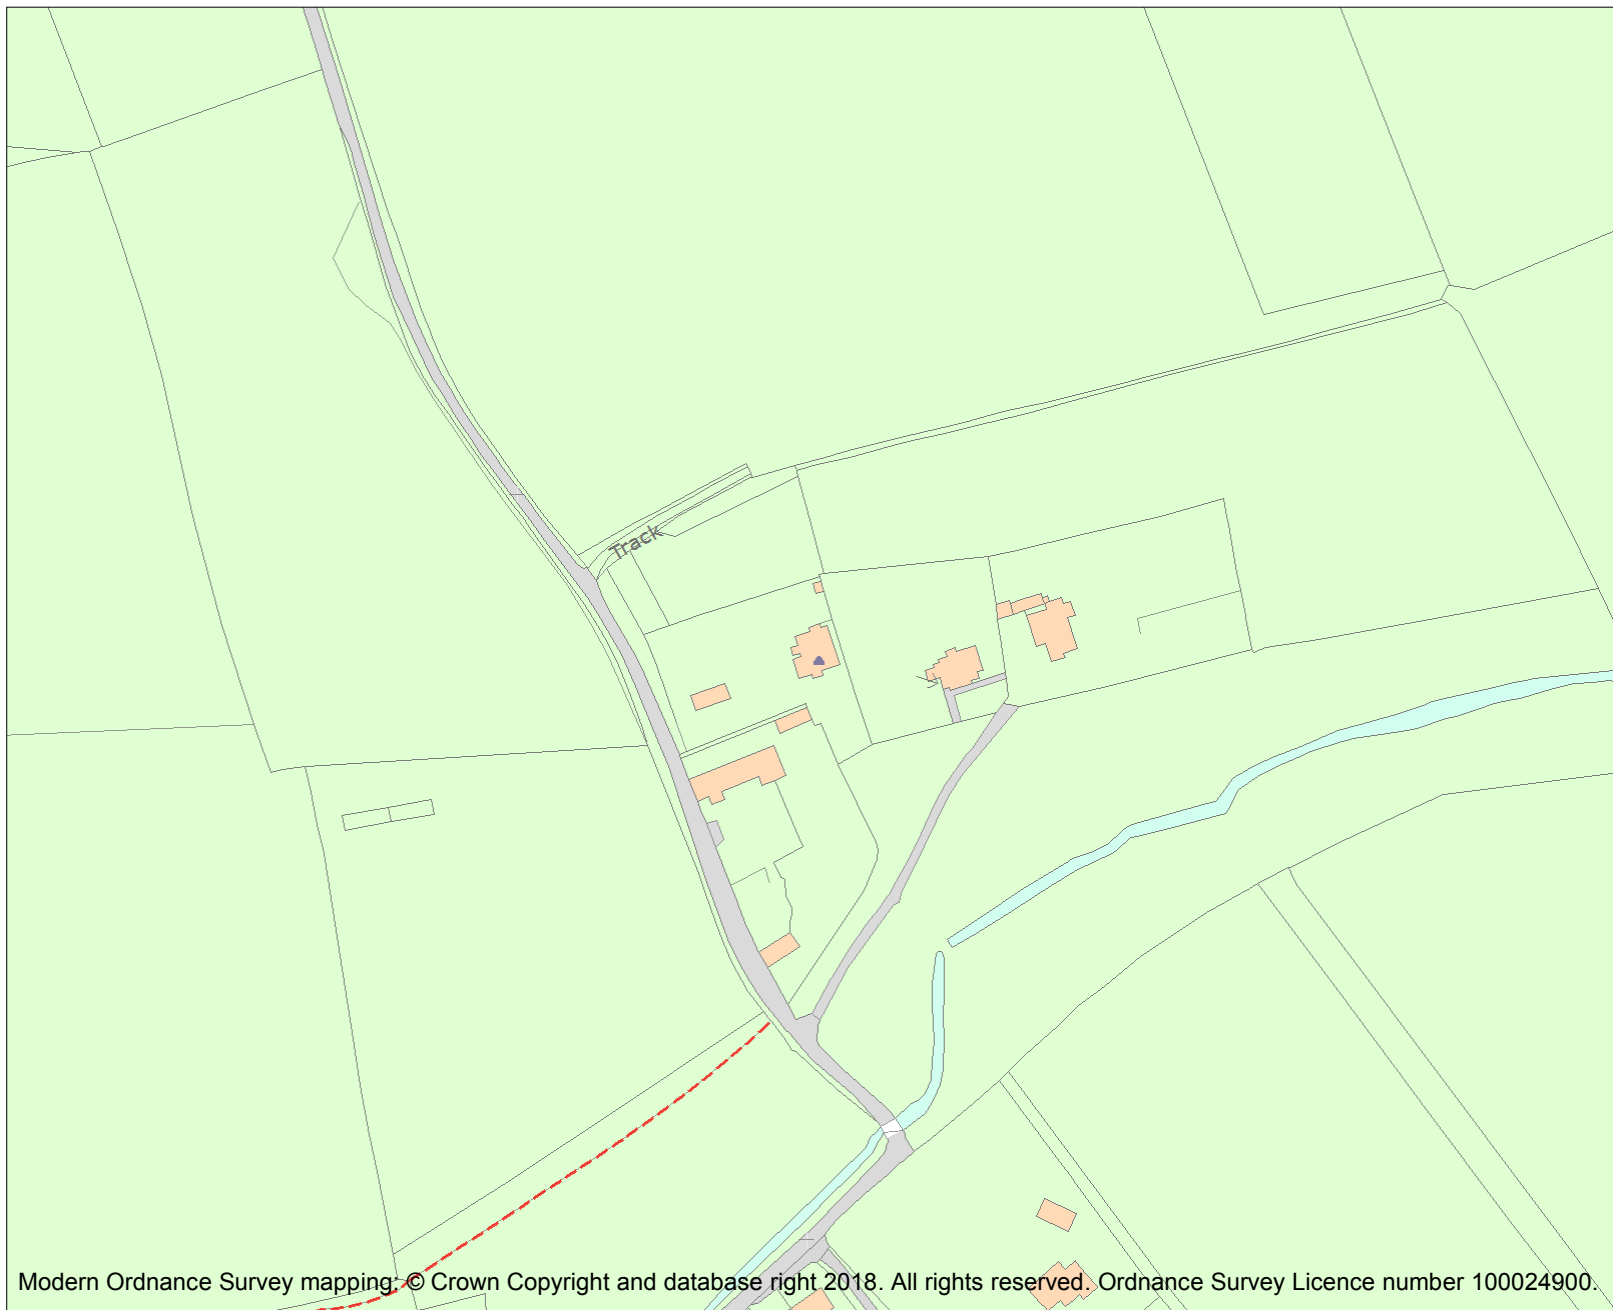 Track
Modern Ordnance Survey mapping: © Crown Copyright and database right 2018. All rights reserved. Ordnance Survey Licence number 100024900.